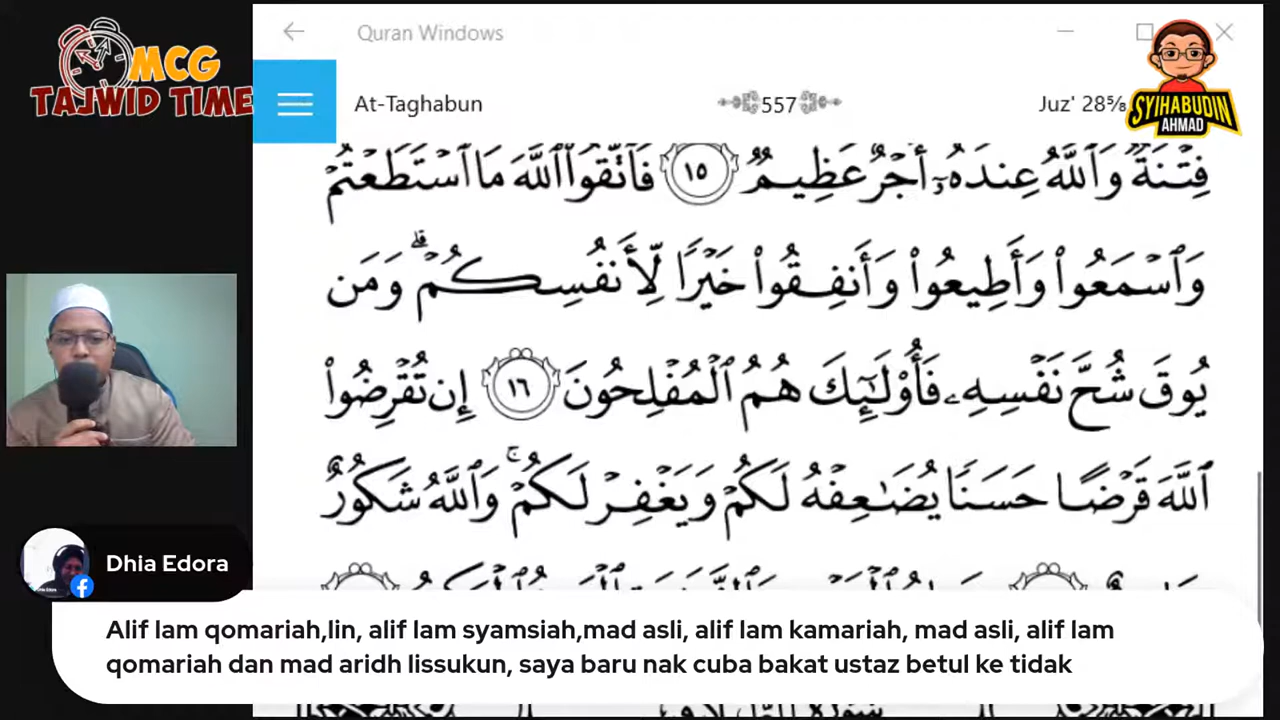 MCG
TAJWID TIME
Quran Windows
At-Taghabun
557
Juz' 28⅝
SYIHABUDIN
AHMAD
فِتْنَةٌ وَٱللَّهُ عِندَهُۥٓ أَجْرٌ عَظِيمٌ ١٥ فَٱتَّقُوا۟ ٱللَّهَ مَا ٱسْتَطَعْتُمْ
وَٱسْمَعُوا۟ وَأَطِيعُوا۟ وَأَنفِقُوا۟ خَيْرًا لِّأَنفُسِكُمْ ۗ وَمَن
يُوقَ شُحَّ نَفْسِهِۦ فَأُو۟لَـٰٓئِكَ هُمُ ٱلْمُفْلِحُونَ ١٦ إِن تُقْرِضُوا۟
ٱللَّهَ قَرْضًا حَسَنًا يُضَـٰعِفْهُ لَكُمْ وَيَغْفِرْ لَكُمْ ۚ وَٱللَّهُ شَكُورٌ
Dhia Edora
Alif lam qomariah,lin, alif lam syamsiah,mad asli, alif lam kamariah, mad asli, alif lam
qomariah dan mad aridh lissukun, saya baru nak cuba bakat ustaz betul ke tidak